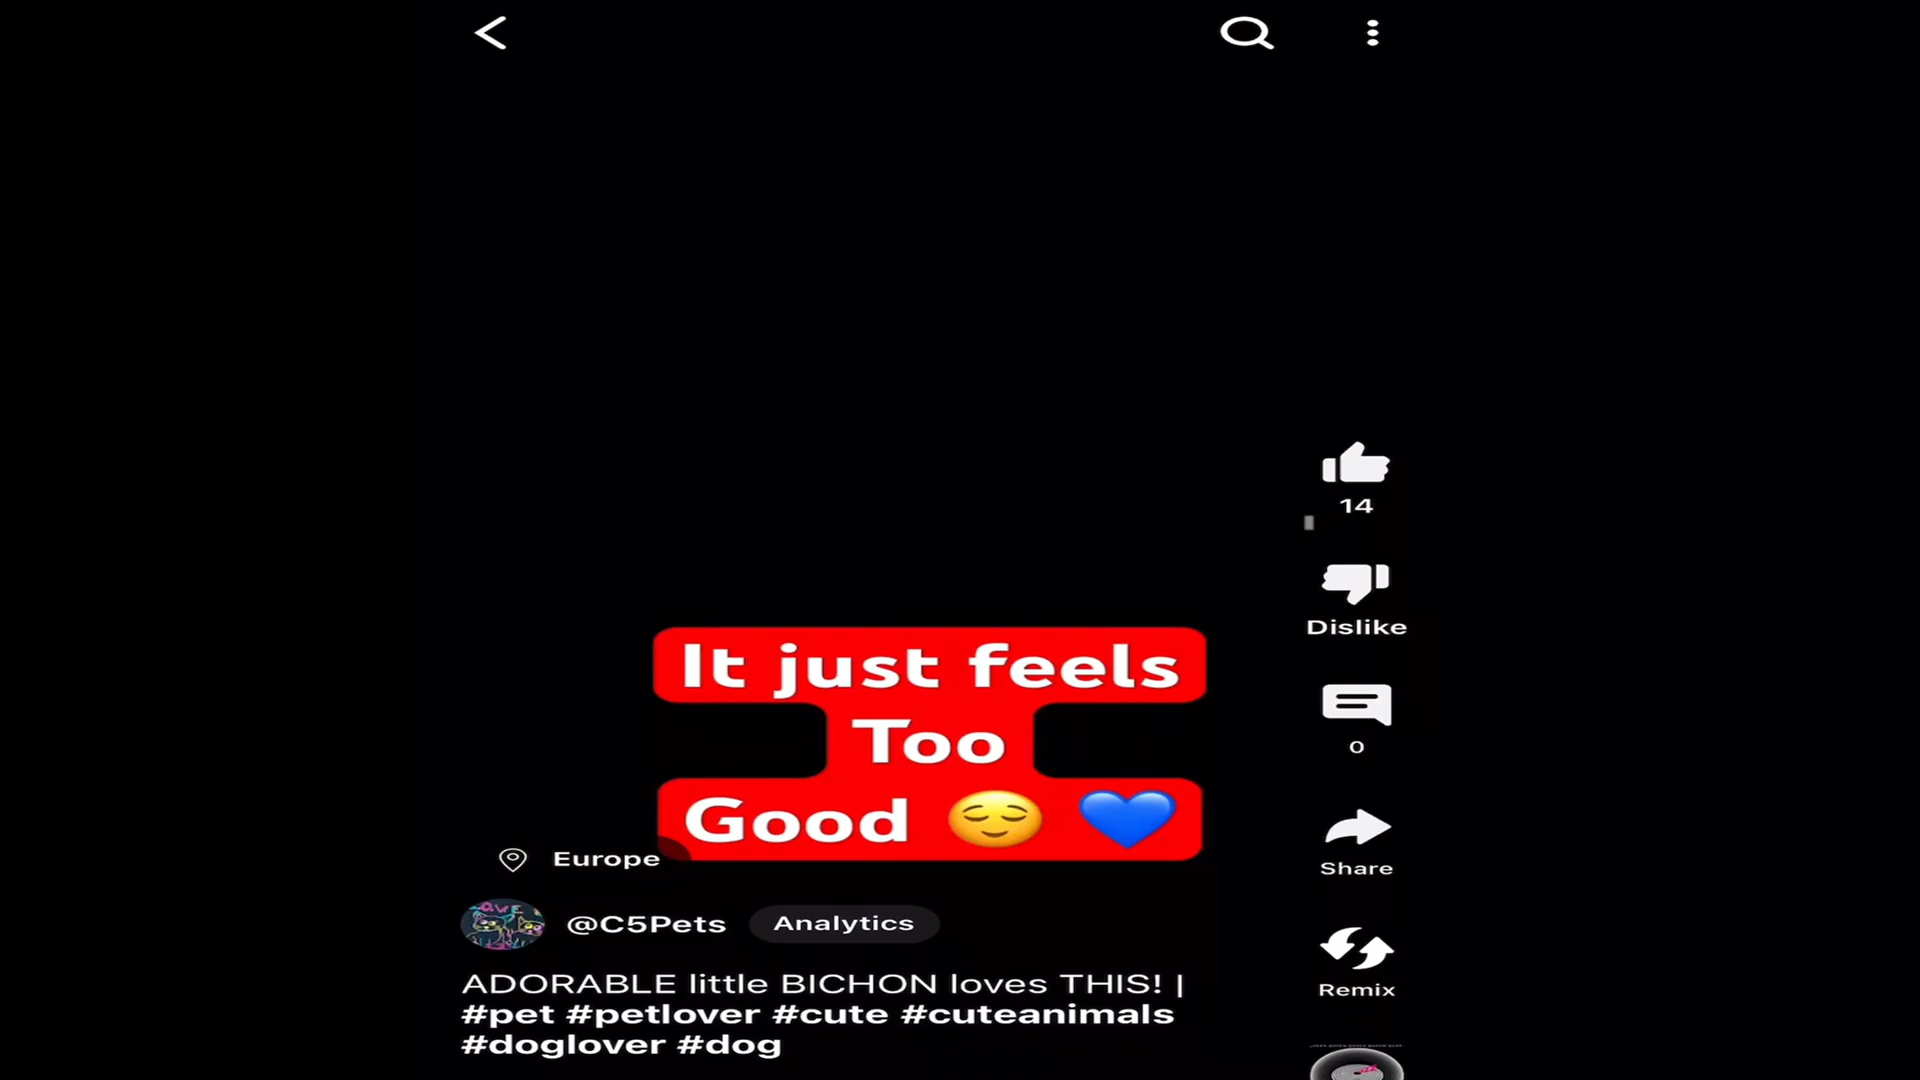 14
Dislike
It just feels
Too
Good 😌 💙
0
Europe
Share
@C5Pets
Analytics
ADORABLE little BICHON loves THIS! |
#pet #petlover #cute #cuteanimals
#doglover #dog
Remix